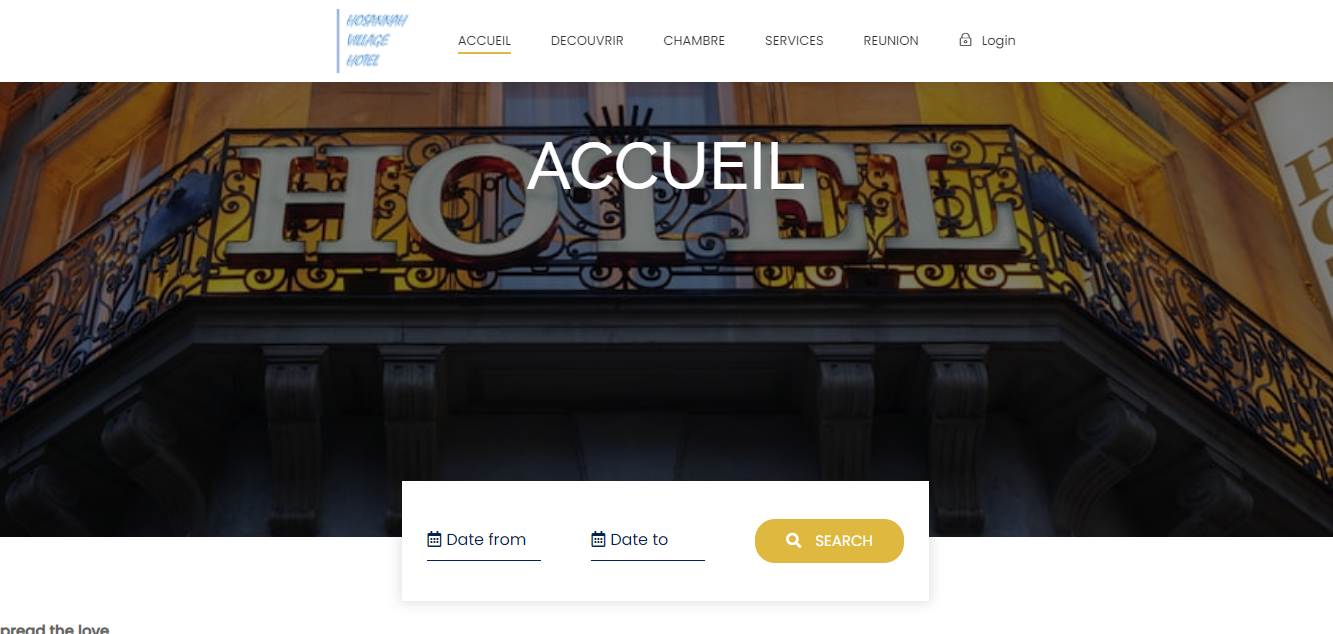 HOSANNAH
VILLAGE
HOTEL
ACCUEIL
DECOUVRIR
CHAMBRE
SERVICES
REUNION
Login
HOTEL
ACCUEIL
Date from
Date to
SEARCH
pread the love